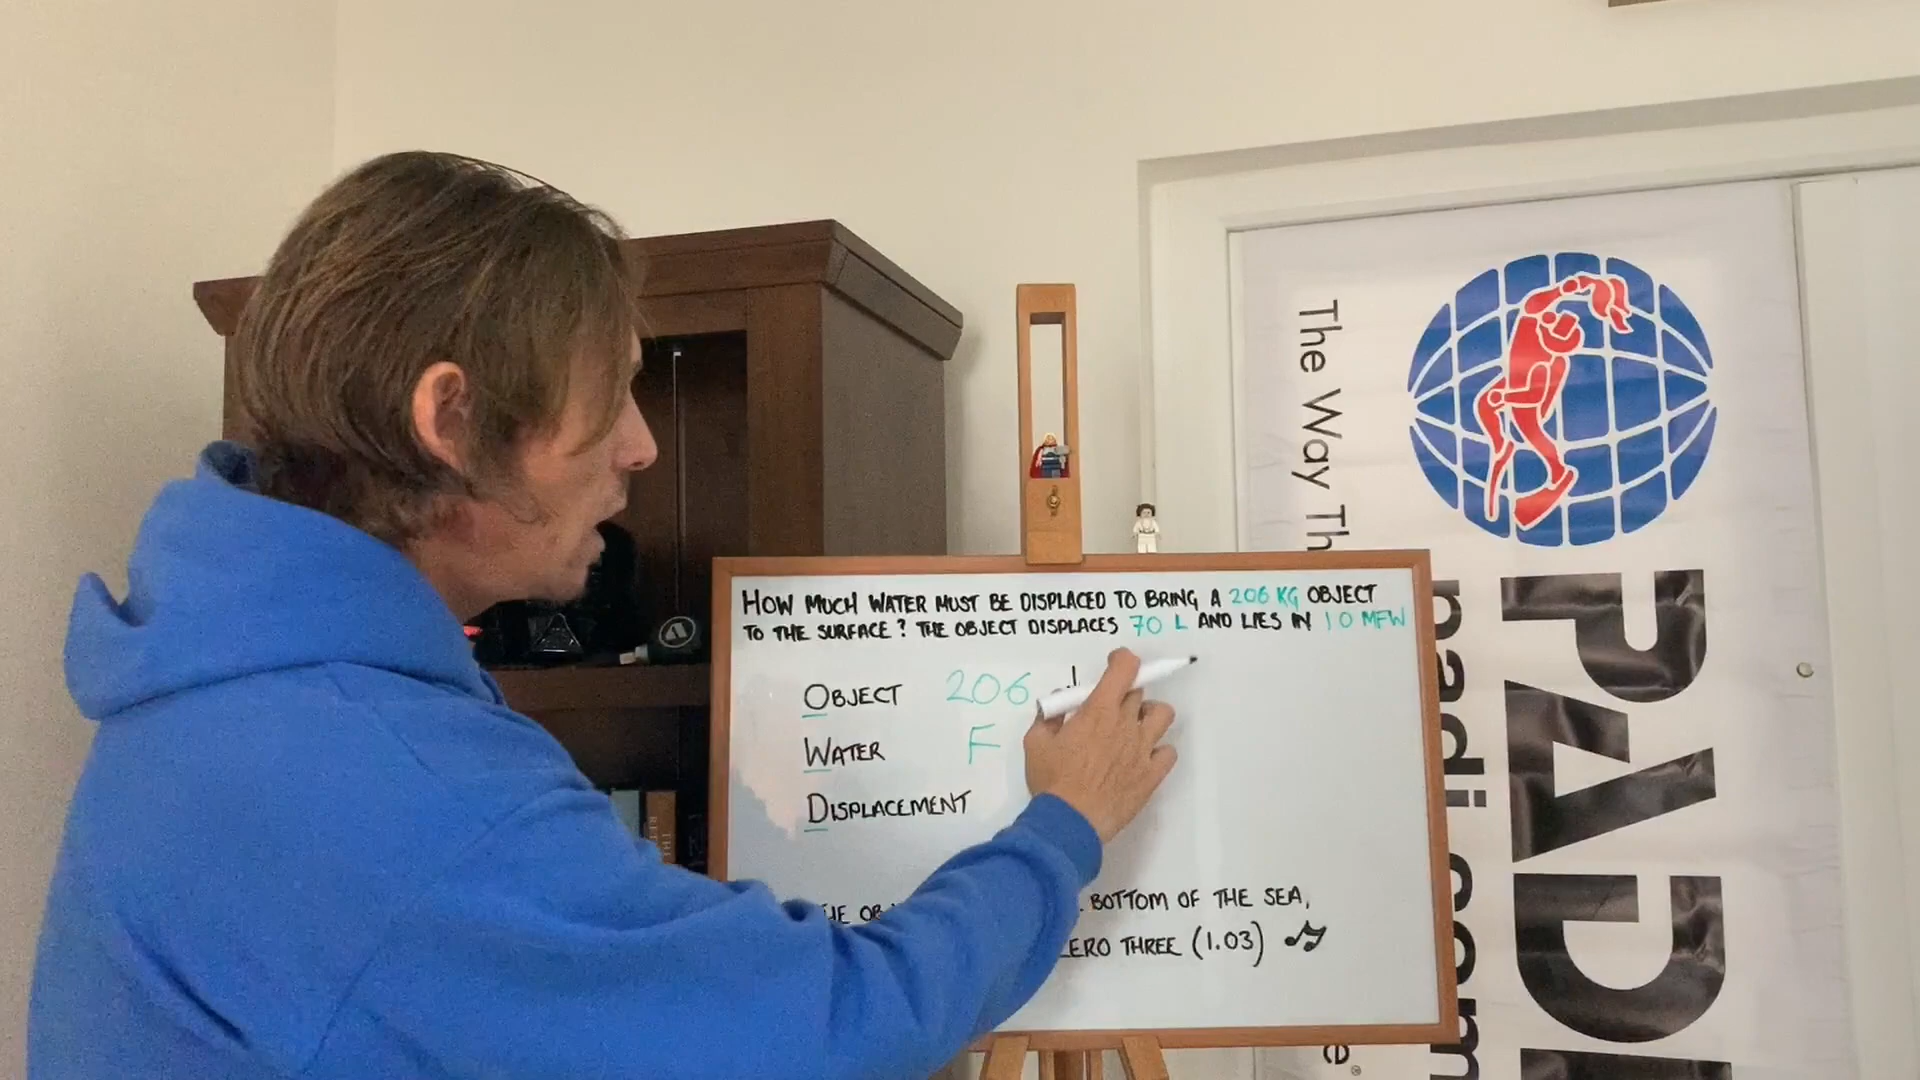 HOW MUCH WATER MUST BE DISPLACED TO BRING A 206 KG OBJECT
TO THE SURFACE? THE OBJECT DISPLACES 70 L AND LIES IN 10 MFW
OBJECT 206
WATER F
DISPLACEMENT
BOTTOM OF THE SEA,
THREE (1.03)
The Way
PADI
padi.com